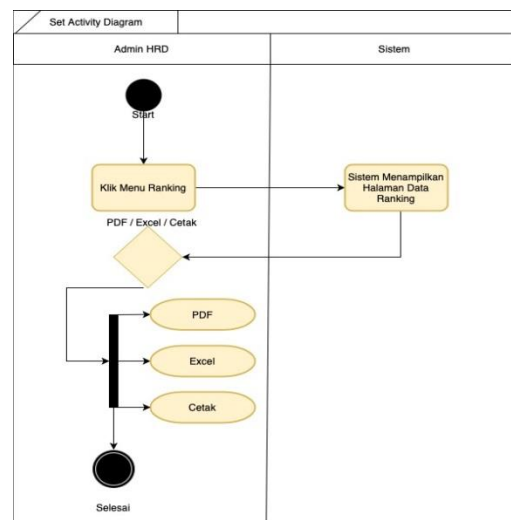 Set Activity Diagram
Admin HRD
Sistem
Start
Klik Menu Ranking
Sistem Menampilkan
Halaman Data
Ranking
PDF / Excel / Cetak
PDF
Excel
Cetak
Selesai